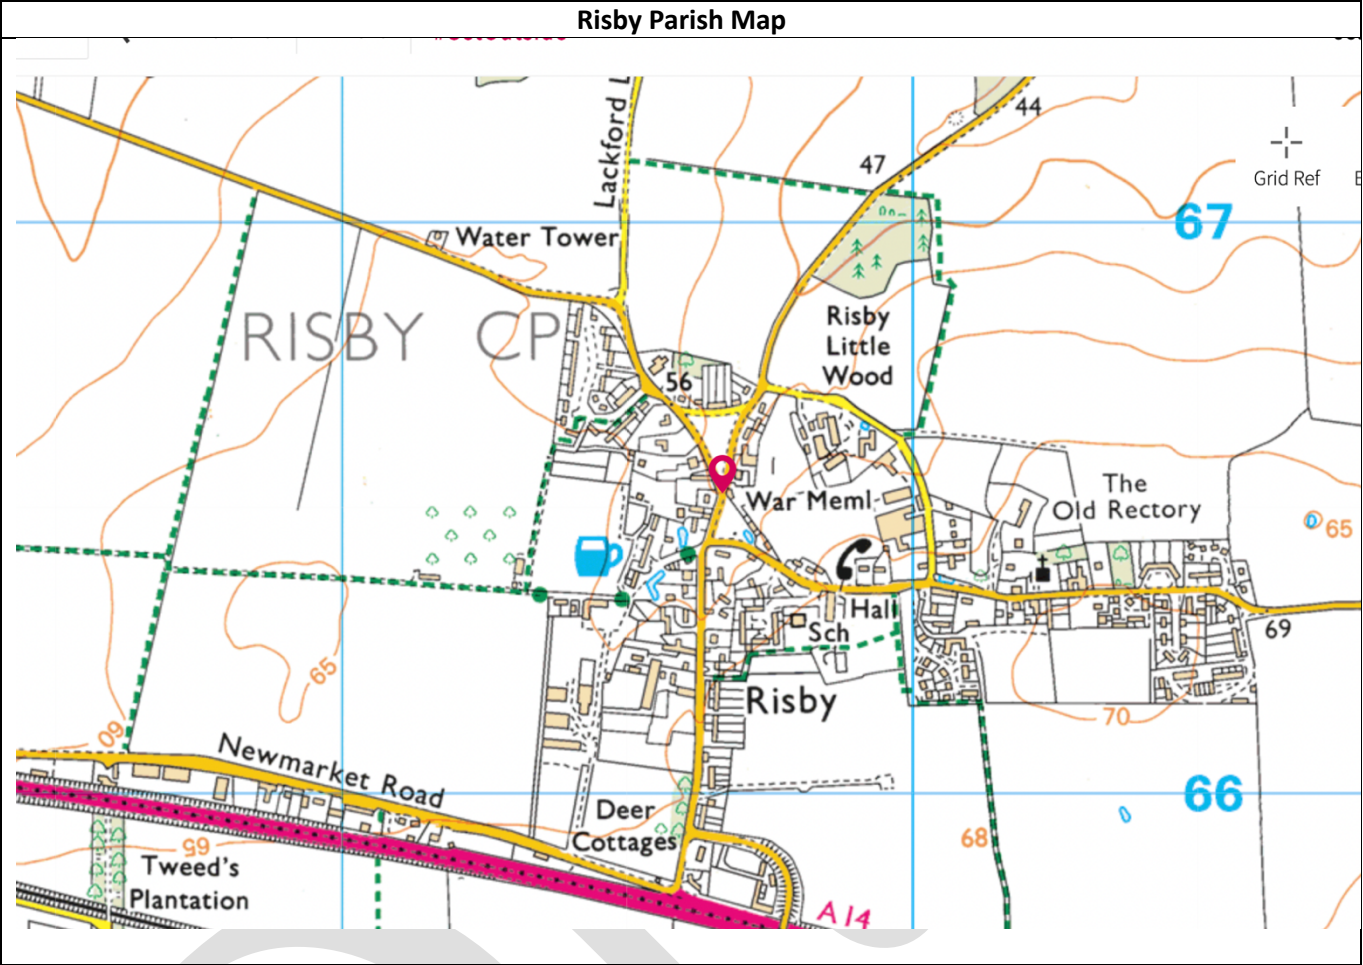 Risby Parish Map
Lackford L
44
47
Grid Ref
67
Water Tower
RISBY CP
Risby
Little
Wood
56
War Meml
The
Old Rectory
65
Hall
Sch
69
65
Risby
70
60
Newmarket Road
66
Deer
Cottages
68
65
Tweed's
Plantation
A14